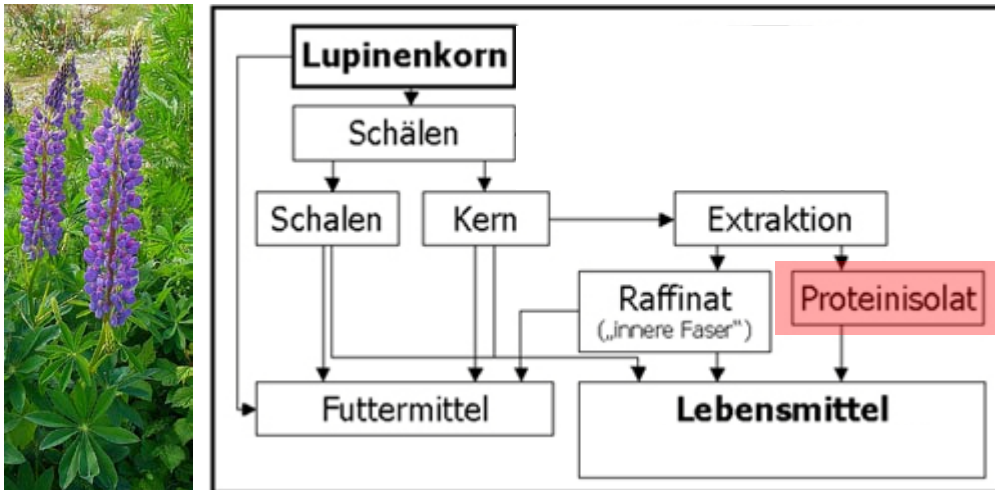 Lupinenkorn
Schälen
Schalen
Kern
Extraktion
Raffinat
(„innere Faser")
Proteinisolat
Futtermittel
Lebensmittel